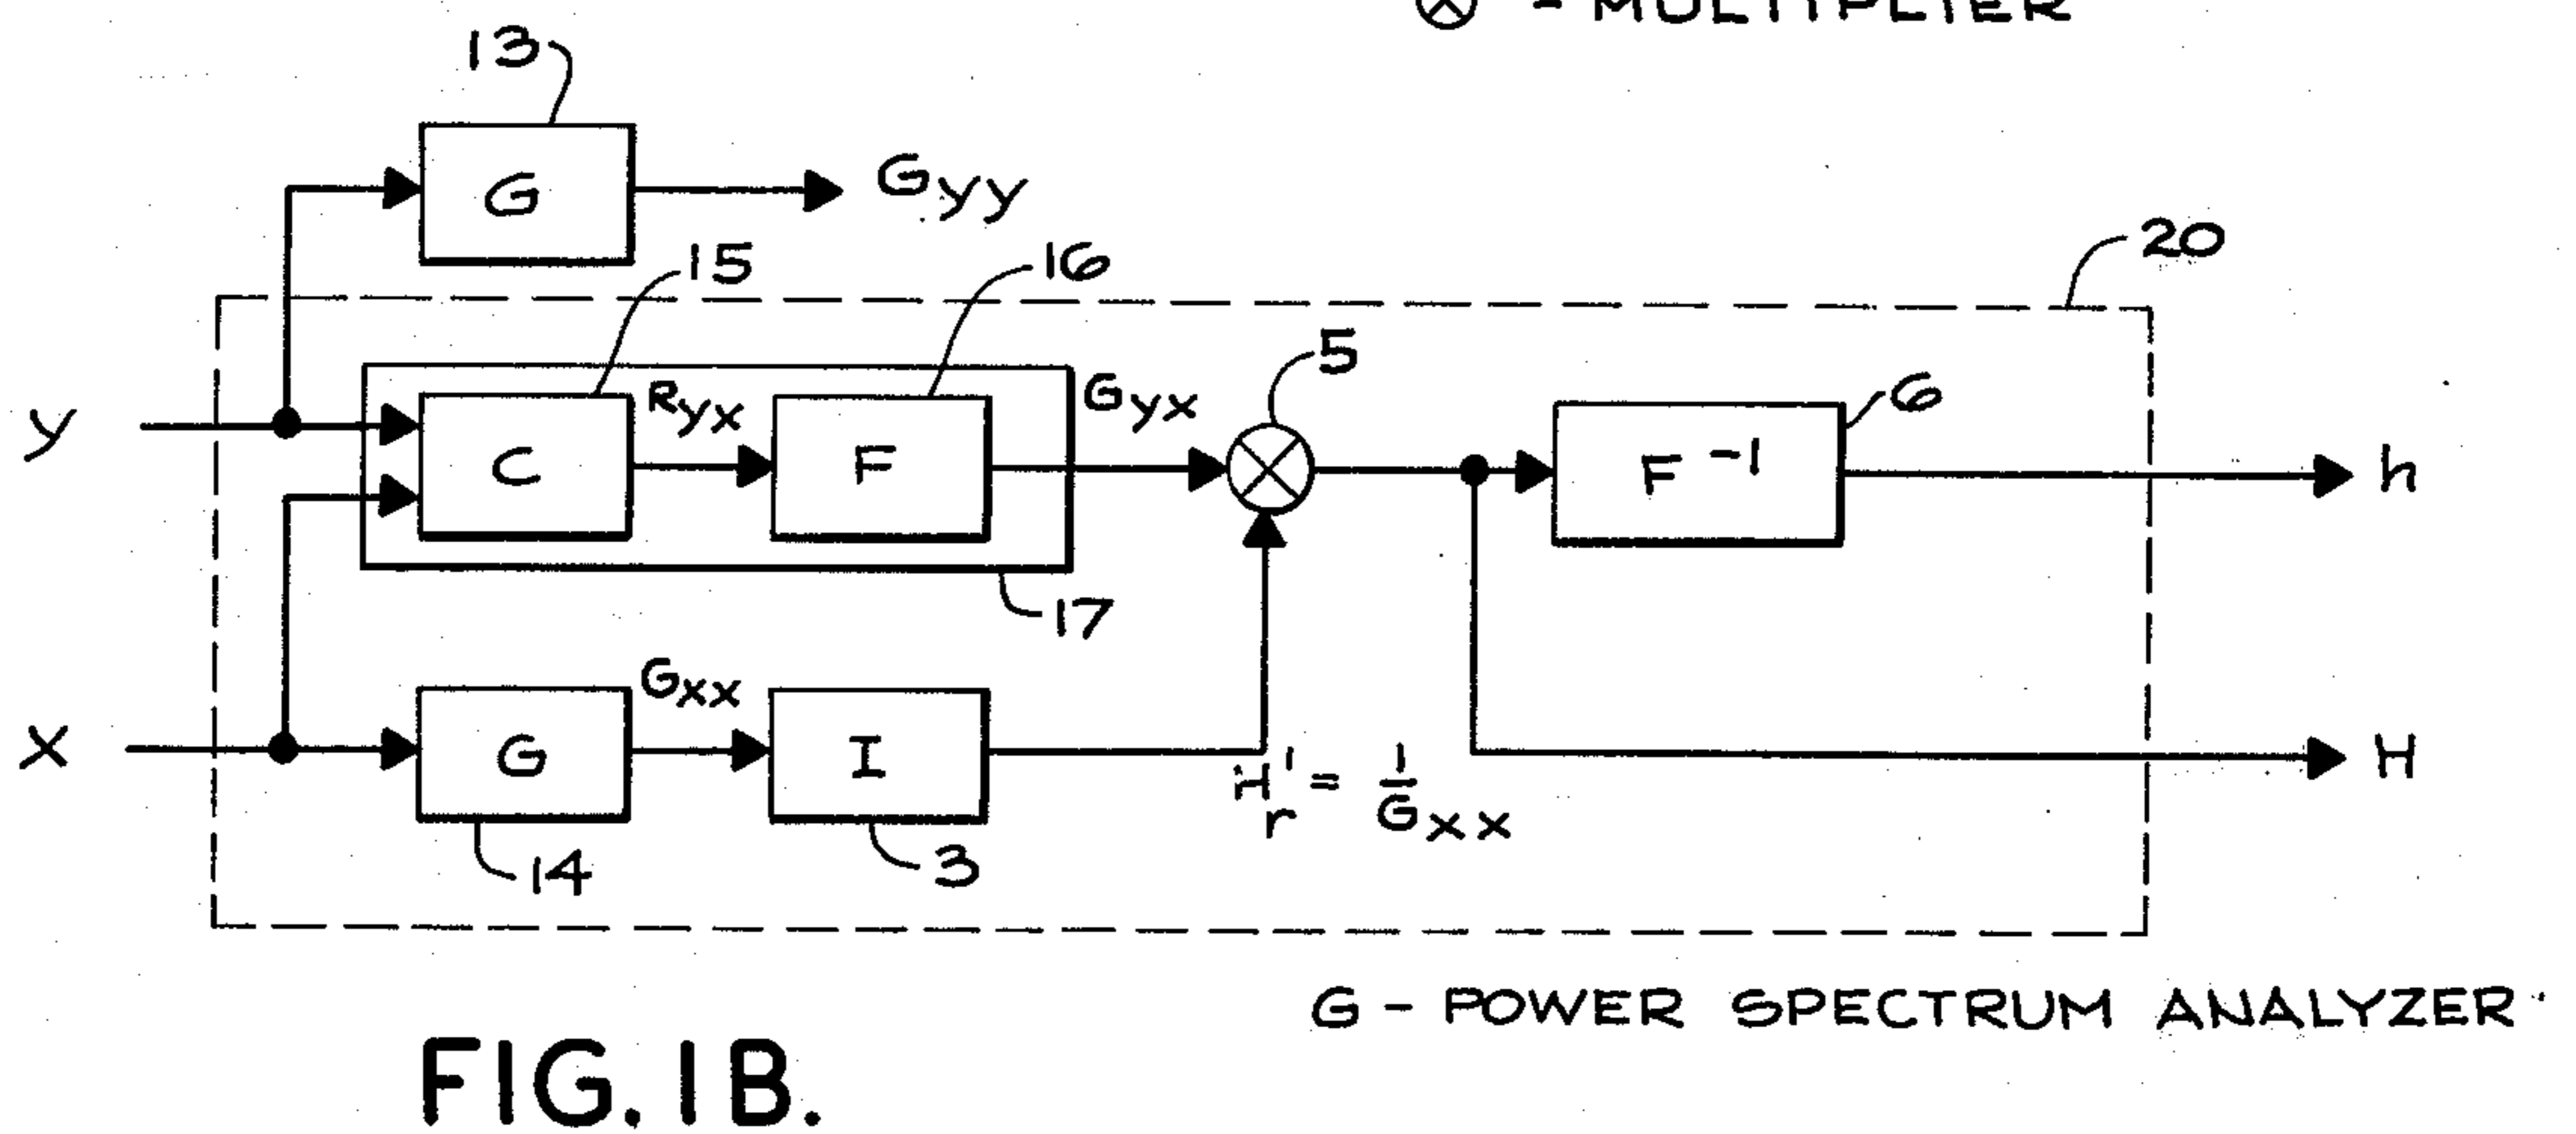 ⊗ - MULTIPLIER
13
G
Gyy
20
15
16
5
y
C
Ryx
F
Gyx
6
F⁻¹
h
17
x
G
Gxx
I
r' = 1/Gxx
H
14
3
G - POWER SPECTRUM ANALYZER
FIG. 1B.